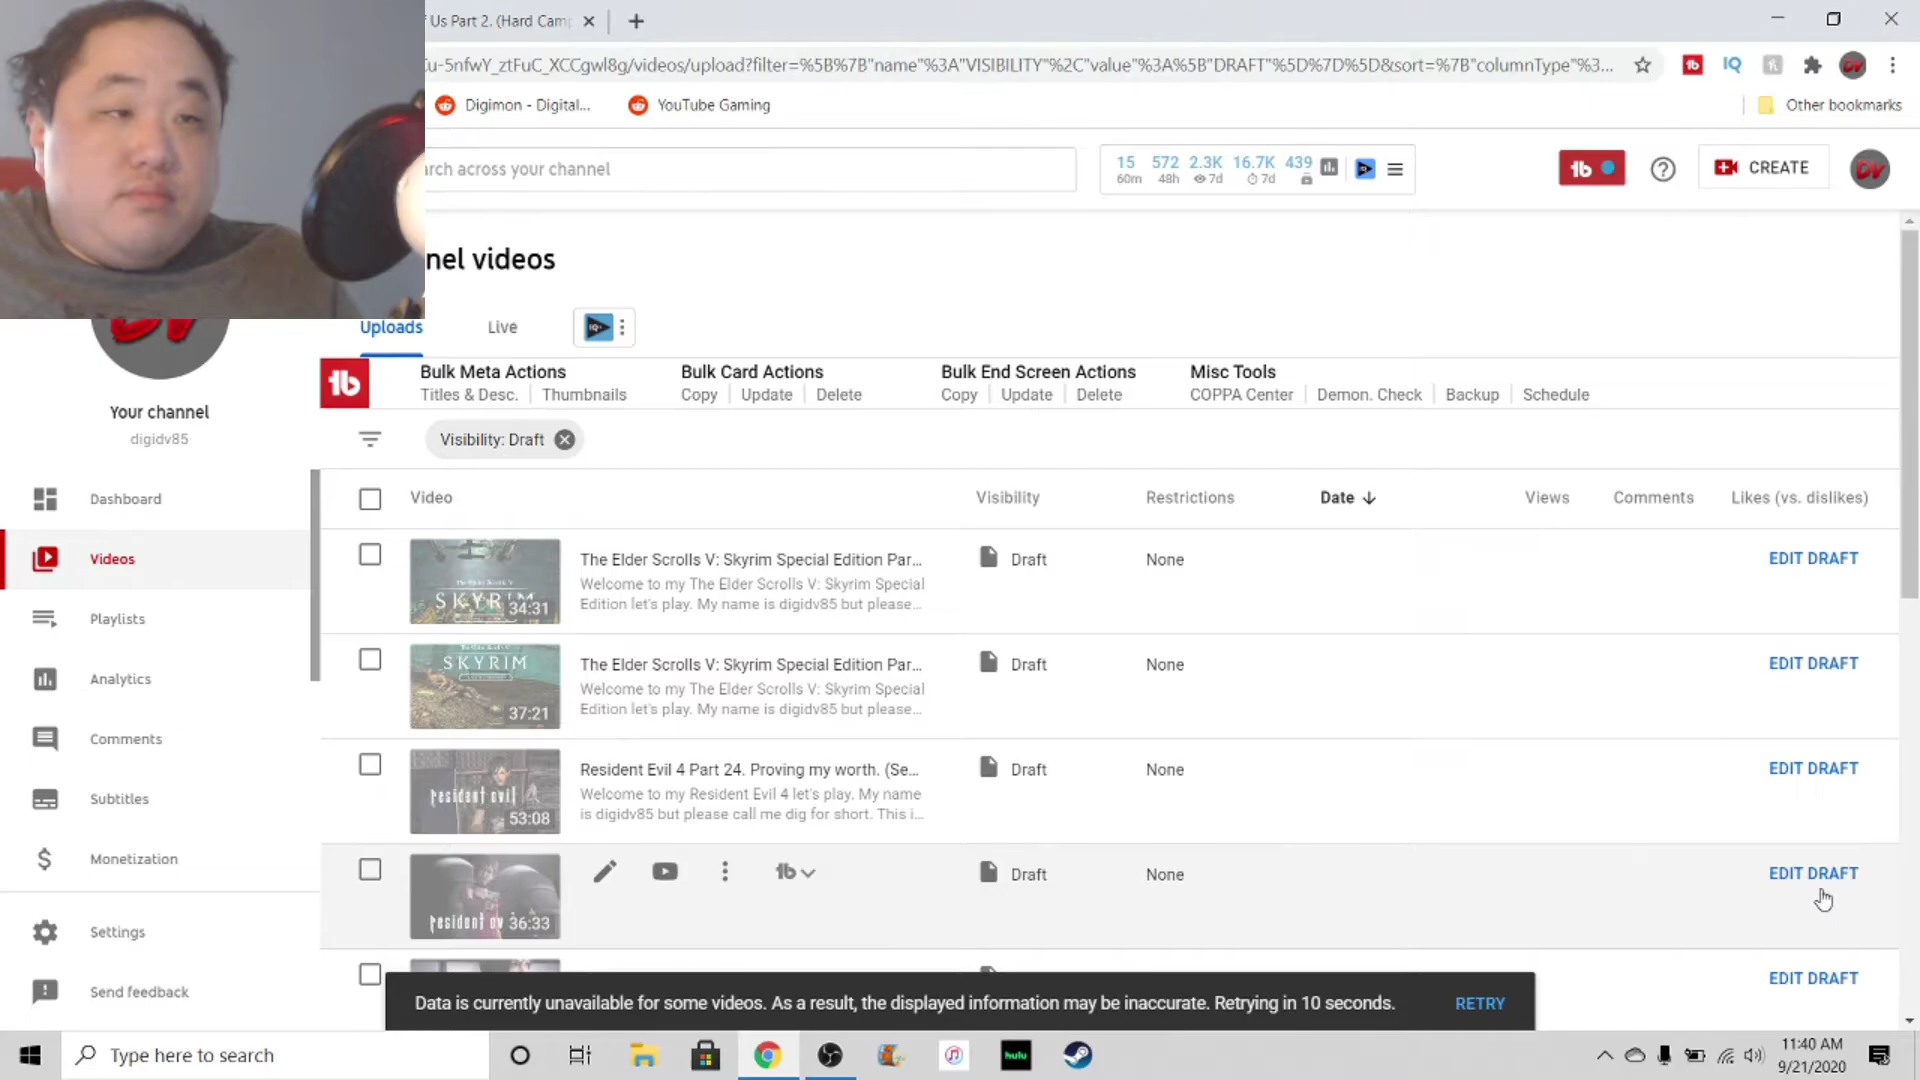 f Us Part 2. (Hard Camp
Cu-5nfwY_ztFuC_XCCgwl8g/videos/upload?filter=%5B%7B"name"%3A"VISIBILITY"%2C"value"%3A%5B"DRAFT"%5D%7D%5D&sort=%7B"columnType"%3...
Digimon - Digital... YouTube Gaming Other bookmarks
rch across your channel
15 572 2.3K 16.7K 439
60m 48h 7d 7d
CREATE
nel videos
Uploads Live
Bulk Meta Actions Bulk Card Actions Bulk End Screen Actions Misc Tools
Titles & Desc. Thumbnails Copy Update Delete Copy Update Delete COPPA Center Demon. Check Backup Schedule
Your channel
digidv85
Visibility: Draft
Video Visibility Restrictions Date Views Comments Likes (vs. dislikes)
Dashboard
Videos
Playlists
Analytics
Comments
Subtitles
Monetization
Settings
Send feedback
SKYRIM
34:31
The Elder Scrolls V: Skyrim Special Edition Par...
Welcome to my The Elder Scrolls V: Skyrim Special
Edition let's play. My name is digidv85 but please...
Draft None EDIT DRAFT
SKYRIM
37:21
The Elder Scrolls V: Skyrim Special Edition Par...
Welcome to my The Elder Scrolls V: Skyrim Special
Edition let's play. My name is digidv85 but please...
Draft None EDIT DRAFT
resident evil 4
53:08
Resident Evil 4 Part 24. Proving my worth. (Se...
Welcome to my Resident Evil 4 let's play. My name
is digidv85 but please call me dig for short. This i...
Draft None EDIT DRAFT
resident ev 36:33
Draft None EDIT DRAFT
EDIT DRAFT
Data is currently unavailable for some videos. As a result, the displayed information may be inaccurate. Retrying in 10 seconds. RETRY
Type here to search
hulu
11:40 AM
9/21/2020